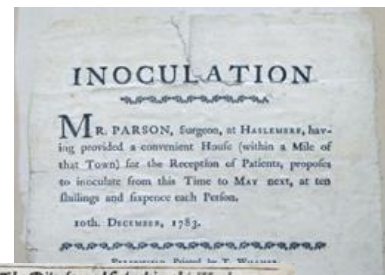 INOCULATION
MR. PARSON, Surgeon, at HASLEMERE, hav-
ing provided a convenient House (within a Mile of
that Town) for the Reception of Patients, proposes
to inoculate from this Time to MAY next, at ten
shillings and sixpence each Person.
10th. DECEMBER, 1783.
Printed by T.